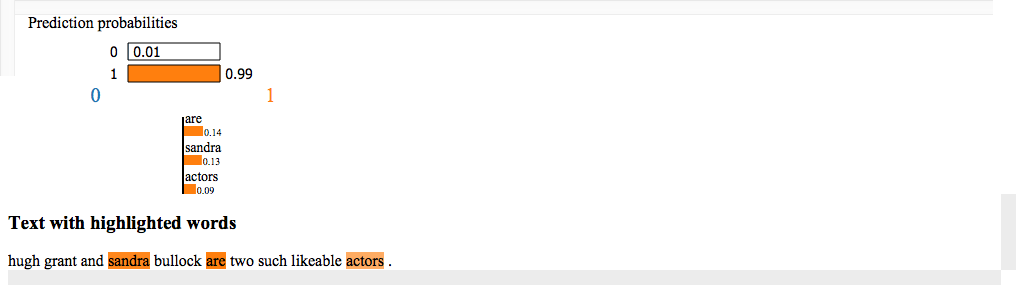 Prediction probabilities
0 0.01
1 0.99
0 1
are
0.14
sandra
0.13
actors
0.09
Text with highlighted words
hugh grant and sandra bullock are two such likeable actors .